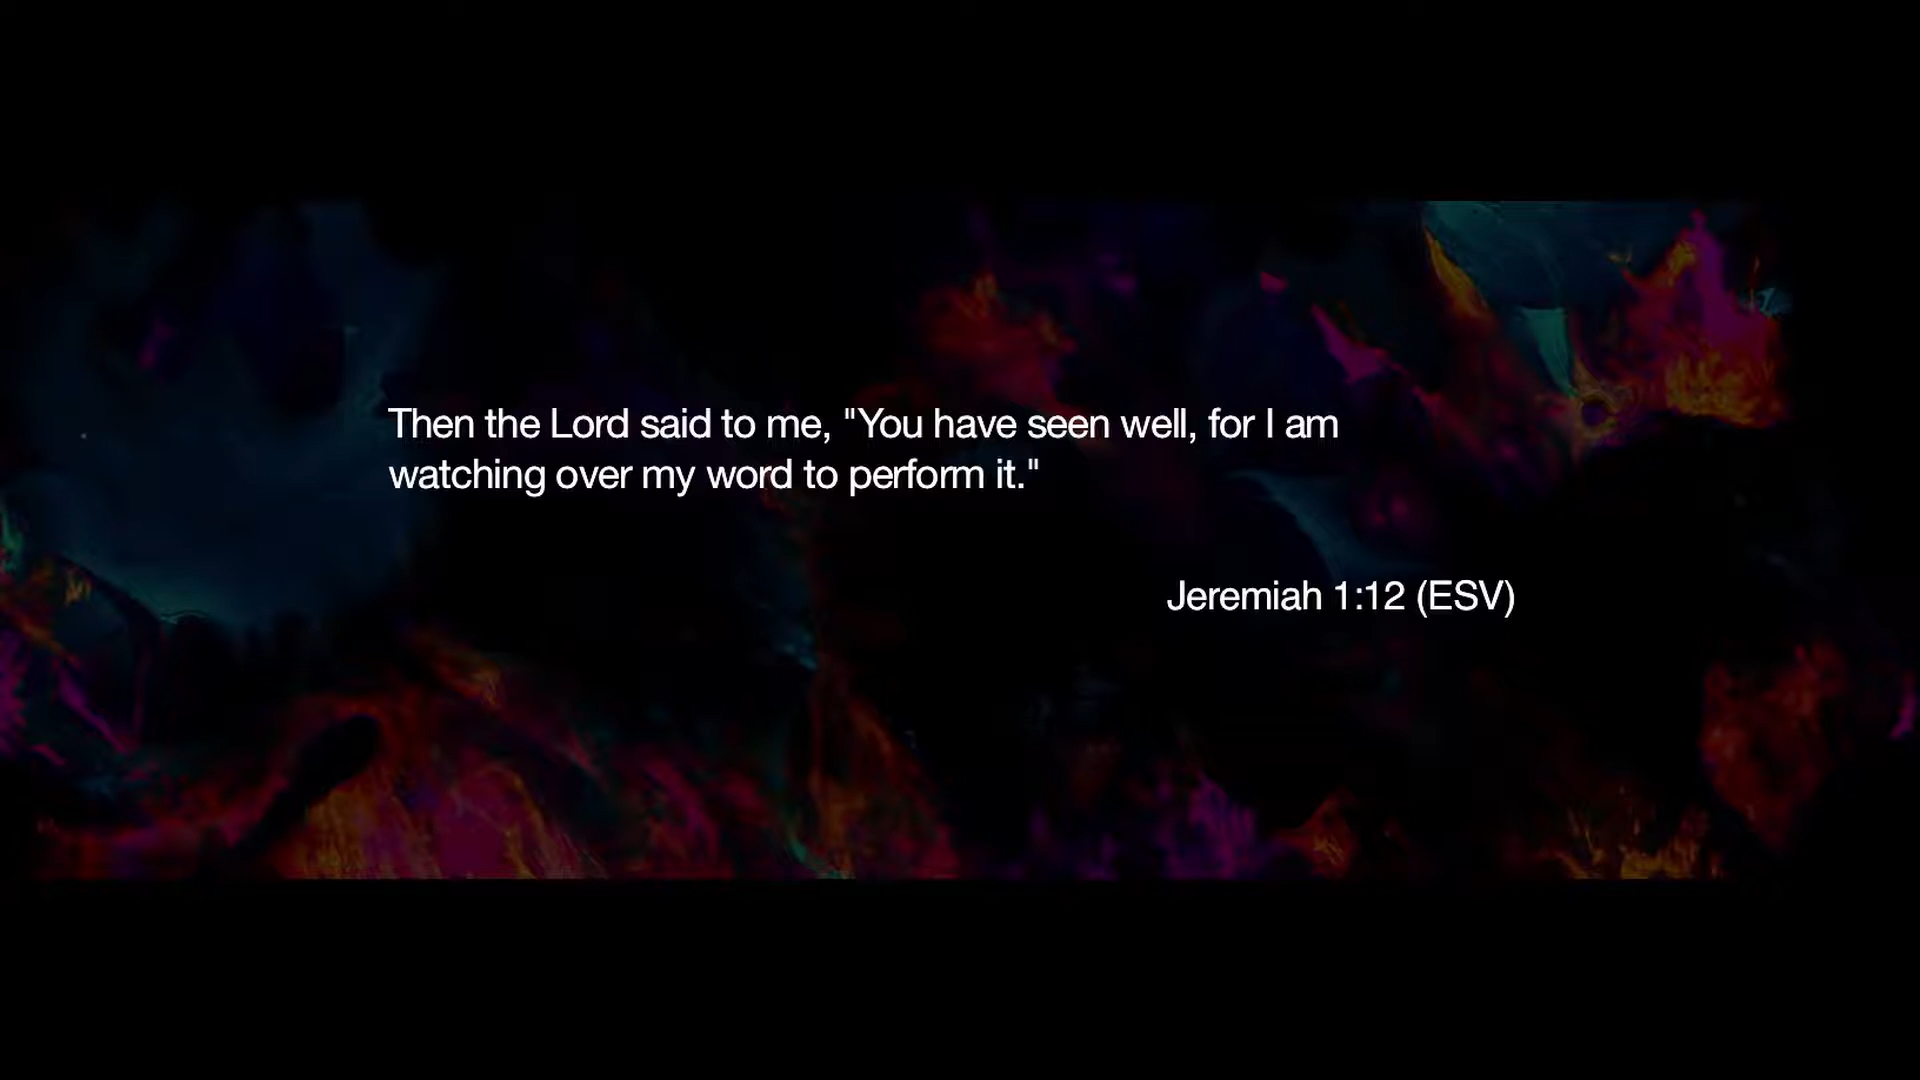 Then the Lord said to me, "You have seen well, for I am
watching over my word to perform it."
Jeremiah 1:12 (ESV)